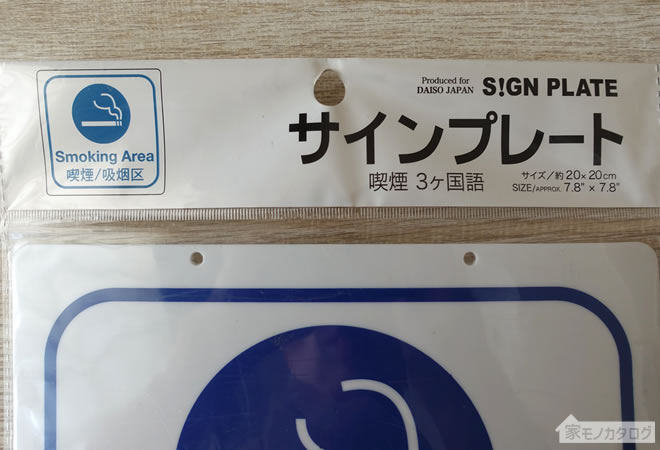 Produced for
DAISO JAPAN
S!GN PLATE
サインプレート
喫煙 3ヶ国語
サイズ/約 20×20cm
SIZE/APPROX. 7.8" × 7.8"
Smoking Area
喫煙/吸烟区
家モノカタログ